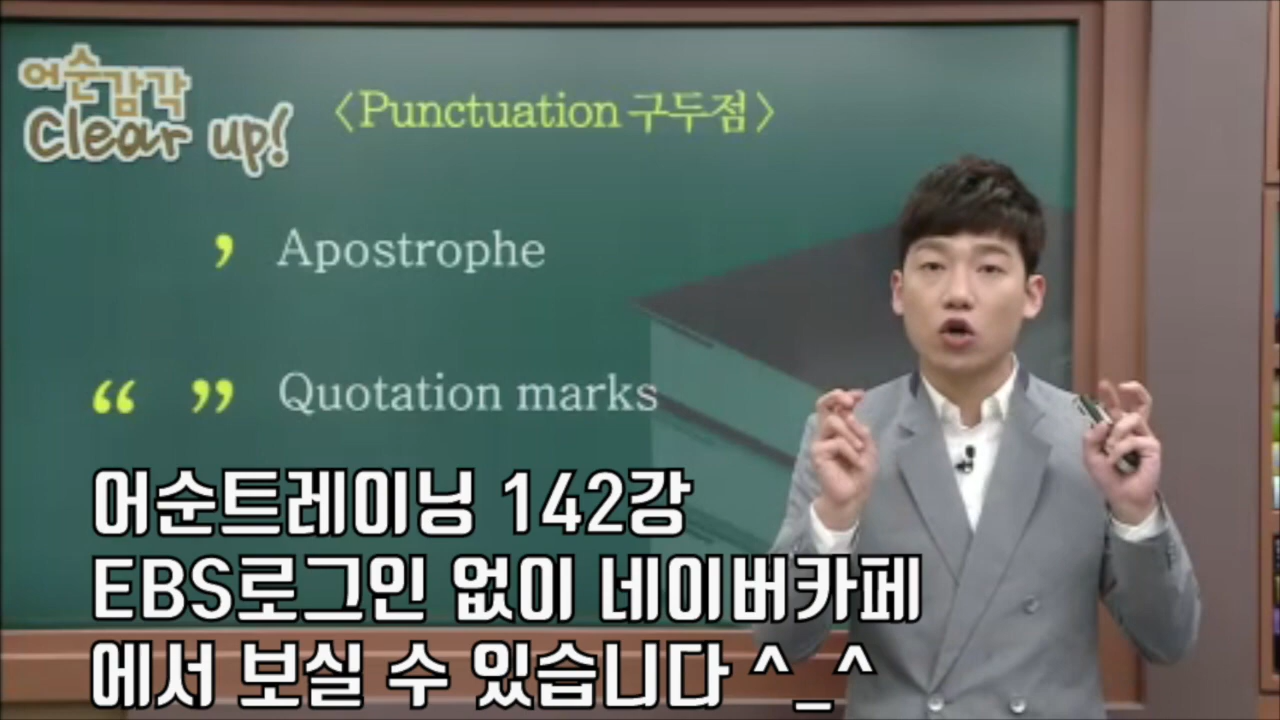 어순감각
Clear up!
<Punctuation 구두점>
’ Apostrophe
“ ” Quotation marks
어순트레이닝 142강
EBS로그인 없이 네이버카페
에서 보실 수 있습니다 ^_^